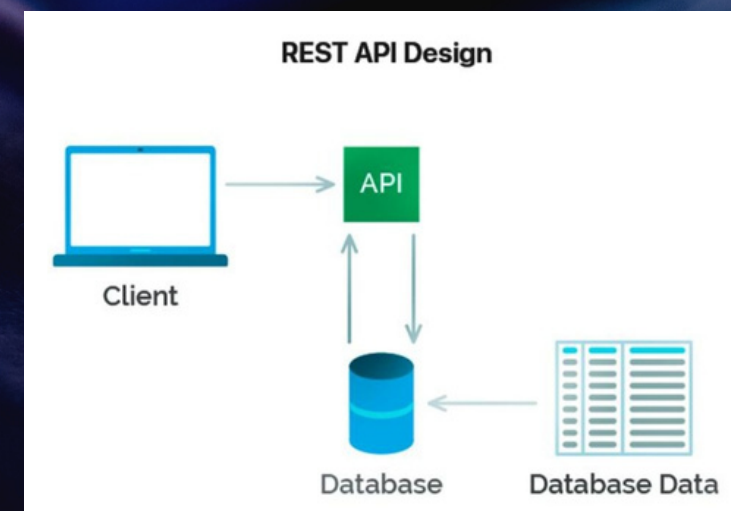 REST API Design
API
Client
Database
Database Data